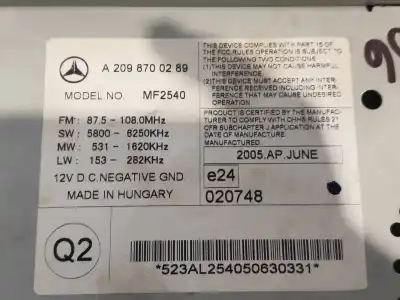 A 209 870 02 89
MODEL NO. MF2540
FM: 87.5 - 108.0MHz
SW: 5800 - 6250KHz
MW: 531 - 1620KHz
LW: 153 - 282KHz
12V D.C. NEGATIVE GND
MADE IN HUNGARY
THIS DEVICE COMPLIES WITH PART 15 OF
THE FCC RULES OPERATION IS SUBJECT TO
THE FOLLOWING TWO CONDITIONS
(1)THIS DEVICE MAY NOT CAUSE HARMFUL
INTERFERENCE.
(2)THIS DEVICE MUST ACCEPT ANY INTER-
FERENCE RECEIVED INCLUDING INTER-
FERENCE THAT MAY CAUSE UNDESIRED
OPERATION.
PRODUCT IS CERTIFIED BY THE MANUFAC-
TURER TO COMPLY WITH DHHS RULES 21
CFR SUBCHAPTER J APPLICATION AT THE
DATE OF MANUFACTURE.
MANUFACTURED
2005.AP.JUNE
e24
020748
Q2
*523AL254050630331*